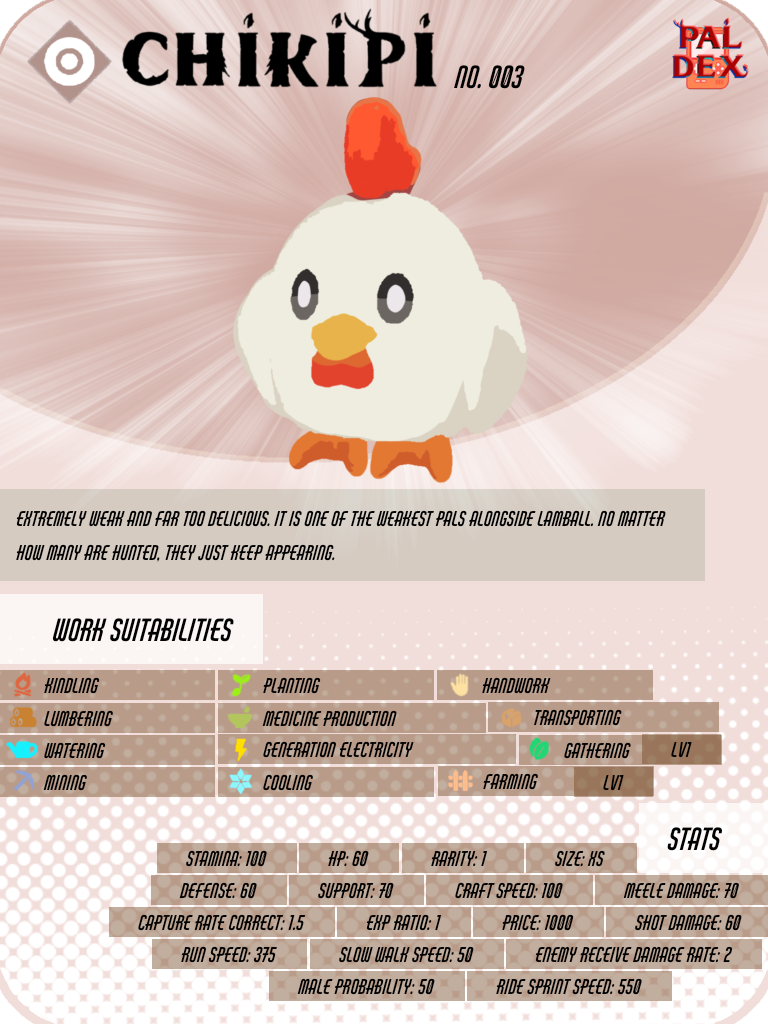 CHIKIPI NO. 003
PAL
DEX
EXTREMELY WEAK AND FAR TOO DELICIOUS. IT IS ONE OF THE WEAKEST PALS ALONGSIDE LAMBALL. NO MATTER
HOW MANY ARE HUNTED, THEY JUST KEEP APPEARING.
WORK SUITABILITIES
KINDLING PLANTING HANDWORK
LUMBERING MEDICINE PRODUCTION TRANSPORTING
WATERING GENERATION ELECTRICITY GATHERING LV1
MINING COOLING FARMING LV1
STATS
STAMINA: 100 HP: 60 RARITY: 1 SIZE: XS
DEFENSE: 60 SUPPORT: 70 CRAFT SPEED: 100 MEELE DAMAGE: 70
CAPTURE RATE CORRECT: 1.5 EXP RATIO: 1 PRICE: 1000 SHOT DAMAGE: 60
RUN SPEED: 375 SLOW WALK SPEED: 50 ENEMY RECEIVE DAMAGE RATE: 2
MALE PROBABILITY: 50 RIDE SPRINT SPEED: 550